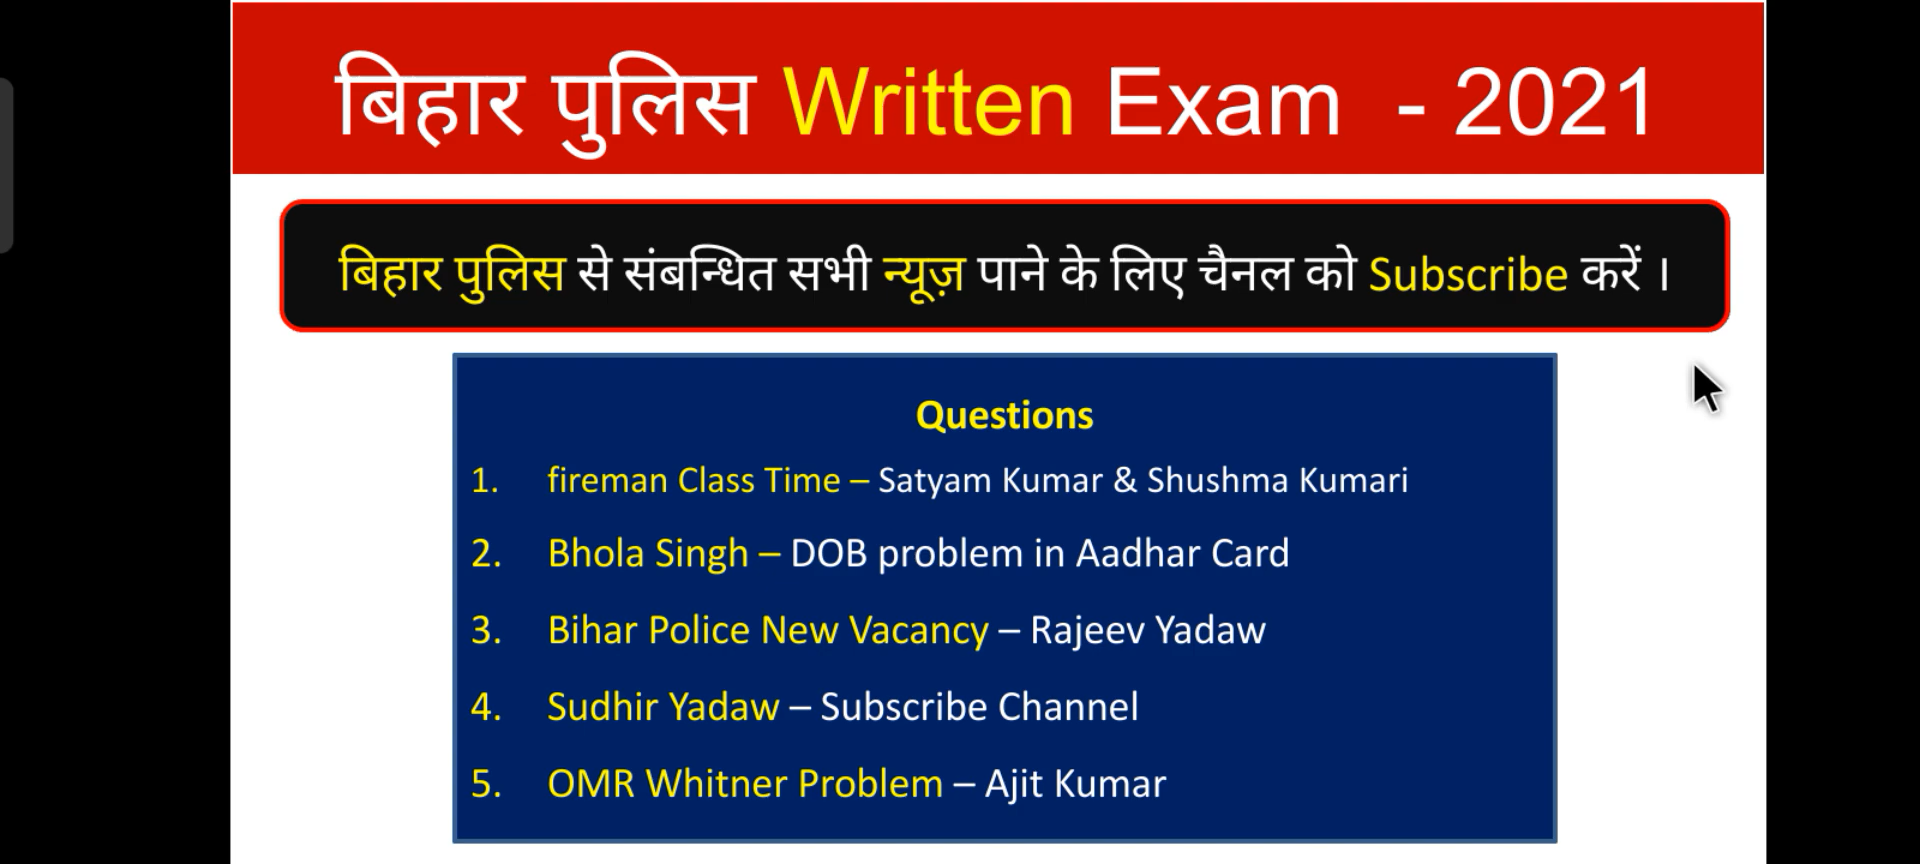 बिहार पुलिस Written Exam - 2021
बिहार पुलिस से संबन्धित सभी न्यूज़ पाने के लिए चैनल को Subscribe करें ।
Questions
1. fireman Class Time – Satyam Kumar & Shushma Kumari
2. Bhola Singh – DOB problem in Aadhar Card
3. Bihar Police New Vacancy – Rajeev Yadaw
4. Sudhir Yadaw – Subscribe Channel
5. OMR Whitner Problem – Ajit Kumar